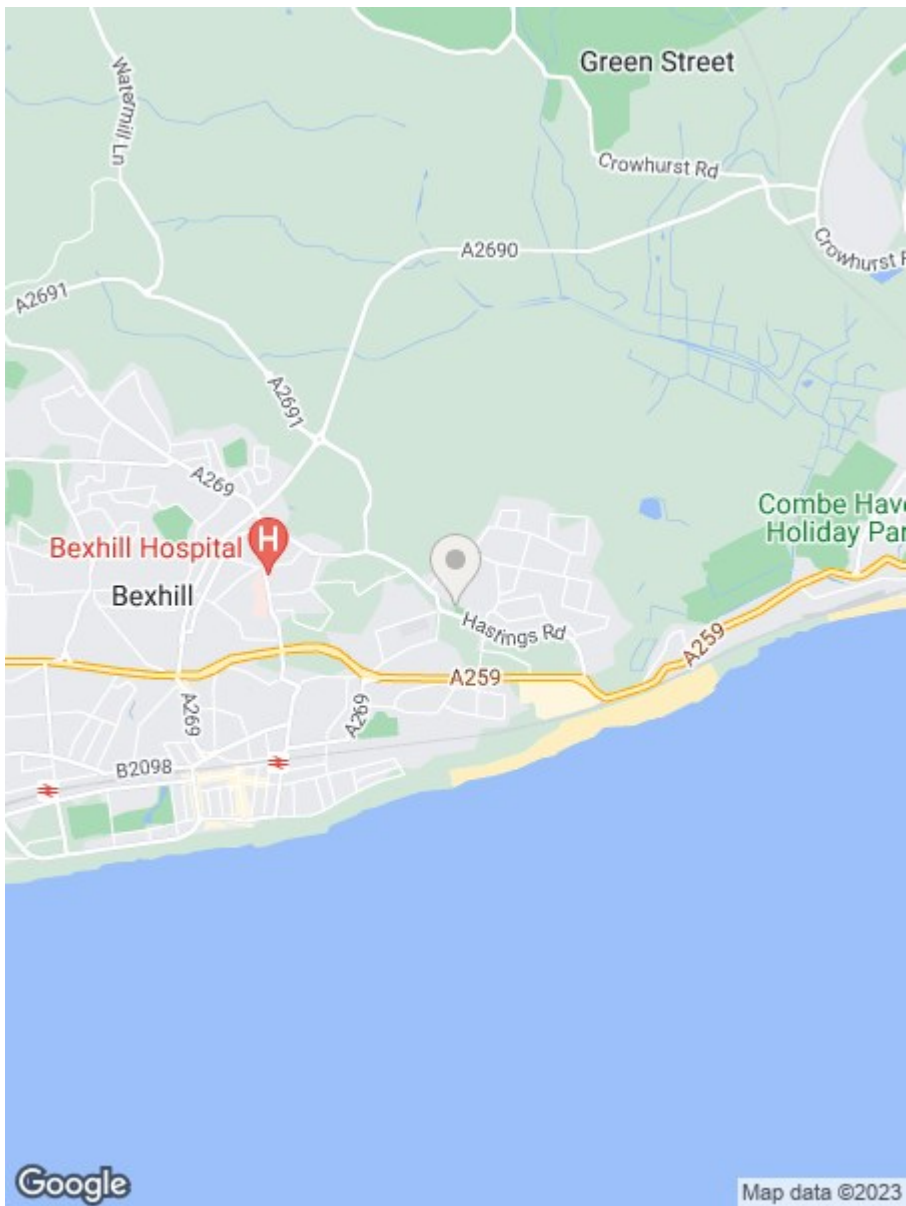 Green Street
Watermill Ln
Crowhurst Rd
A2690
Crowhurst R
A2691
A2691
A269
Combe Have
Holiday Par
Bexhill Hospital
H
Bexhill
Hastings Rd
A259
A259
A269
A269
B2098
Google
Map data ©2023